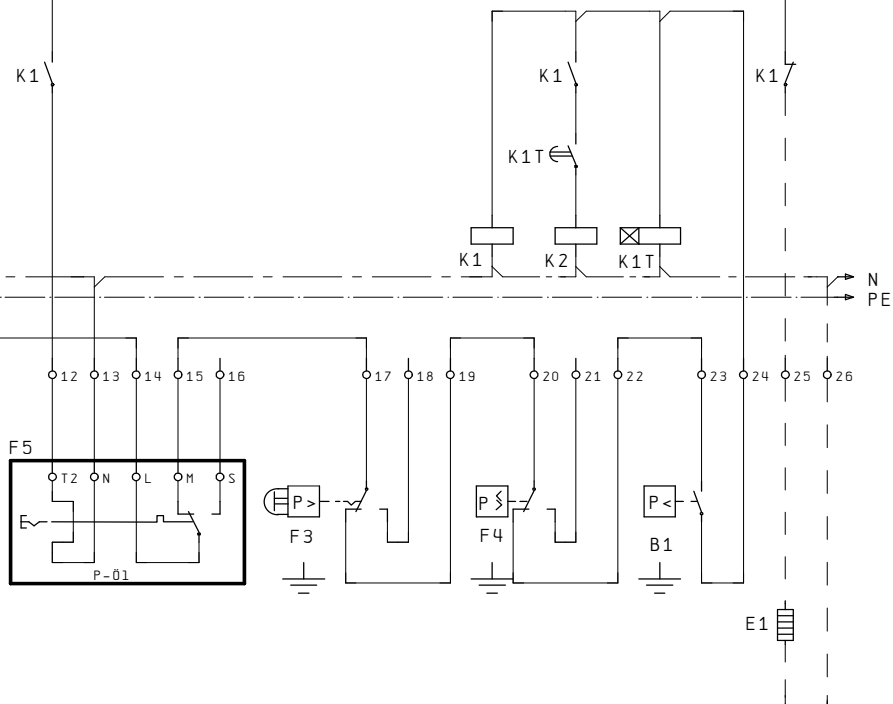 K1 K1 K1
K1T
K1 K2 K1T
N
PE
12 13 14 15 16 17 18 19 20 21 22 23 24 25 26
F5
T2 N L M S
P> P P<
F3 F4 B1
P-Öl
E1